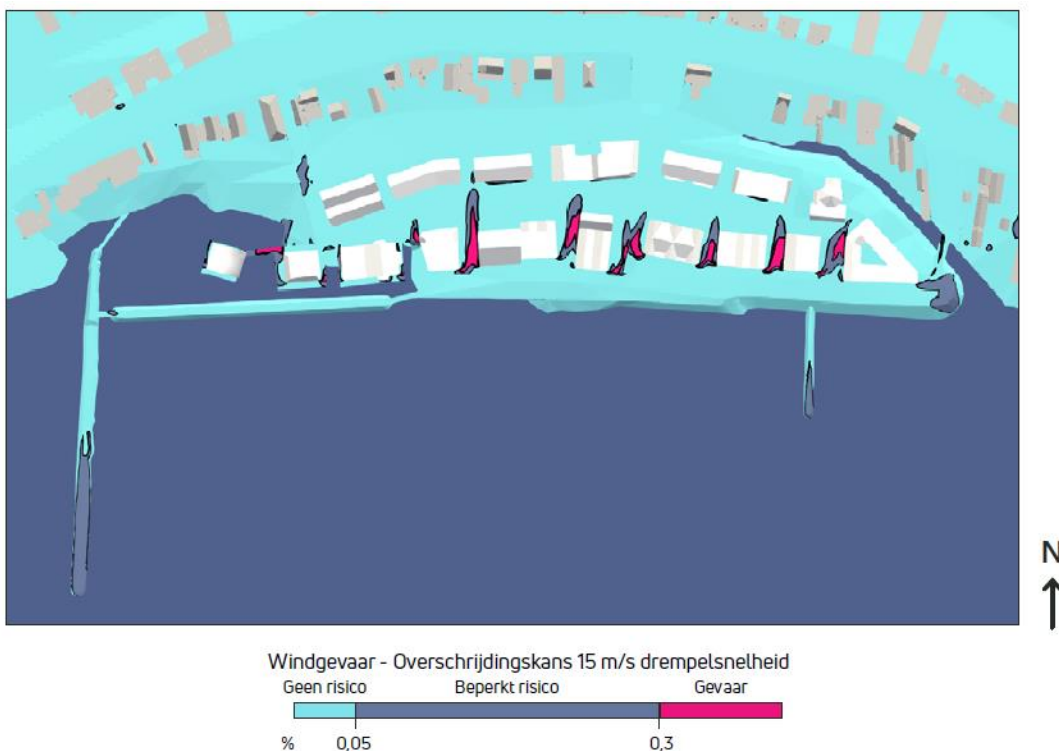 N
Windgevaar - Overschrijdingskans 15 m/s drempelsnelheid
Geen risico Beperkt risico Gevaar
% 0,05 0,3